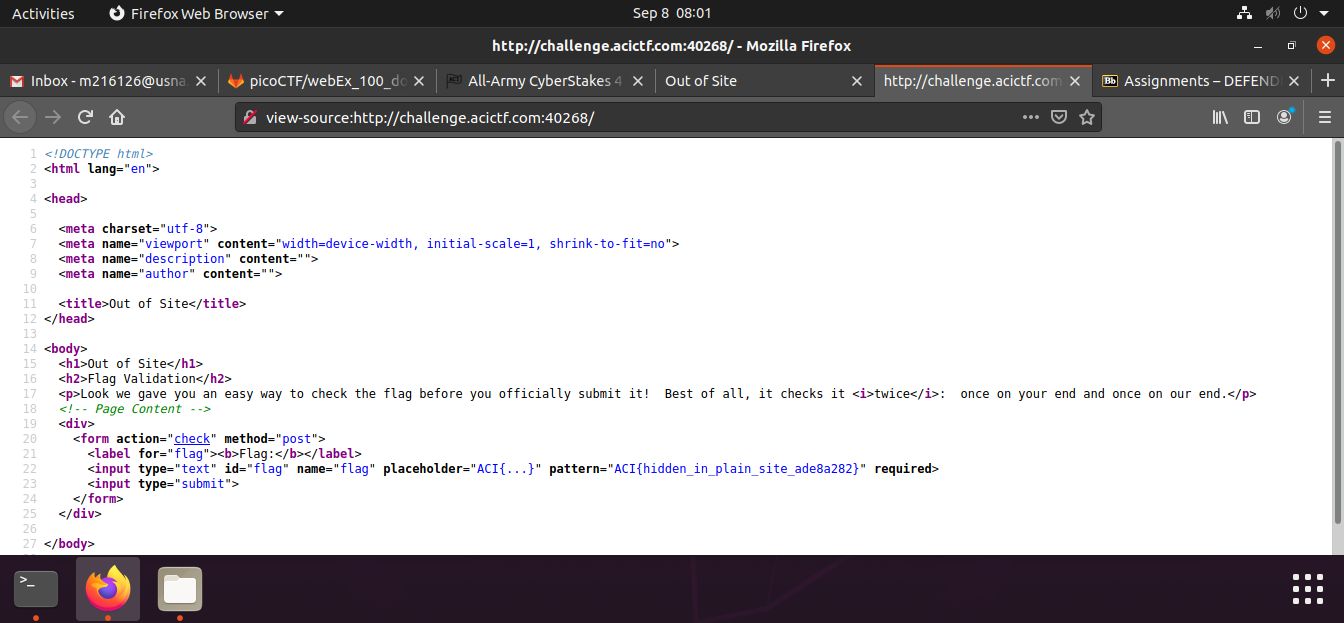 Activities Firefox Web Browser Sep 8 08:01
http://challenge.acictf.com:40268/ - Mozilla Firefox
Inbox - m216126@usna picoCTF/webEx_100_do All-Army CyberStakes 4 Out of Site http://challenge.acictf.com Bb Assignments – DEFEND
view-source:http://challenge.acictf.com:40268/
1 <!DOCTYPE html>
2 <html lang="en">
3
4 <head>
5
6 <meta charset="utf-8">
7 <meta name="viewport" content="width=device-width, initial-scale=1, shrink-to-fit=no">
8 <meta name="description" content="">
9 <meta name="author" content="">
10
11 <title>Out of Site</title>
12 </head>
13
14 <body>
15 <h1>Out of Site</h1>
16 <h2>Flag Validation</h2>
17 <p>Look we gave you an easy way to check the flag before you officially submit it!  Best of all, it checks it <i>twice</i>:  once on your end and once on our end.</p>
18 <!-- Page Content -->
19 <div>
20 <form action="check" method="post">
21 <label for="flag"><b>Flag:</b></label>
22 <input type="text" id="flag" name="flag" placeholder="ACI{...}" pattern="ACI{hidden_in_plain_site_ade8a282}" required>
23 <input type="submit">
24 </form>
25 </div>
26
27 </body>
>_